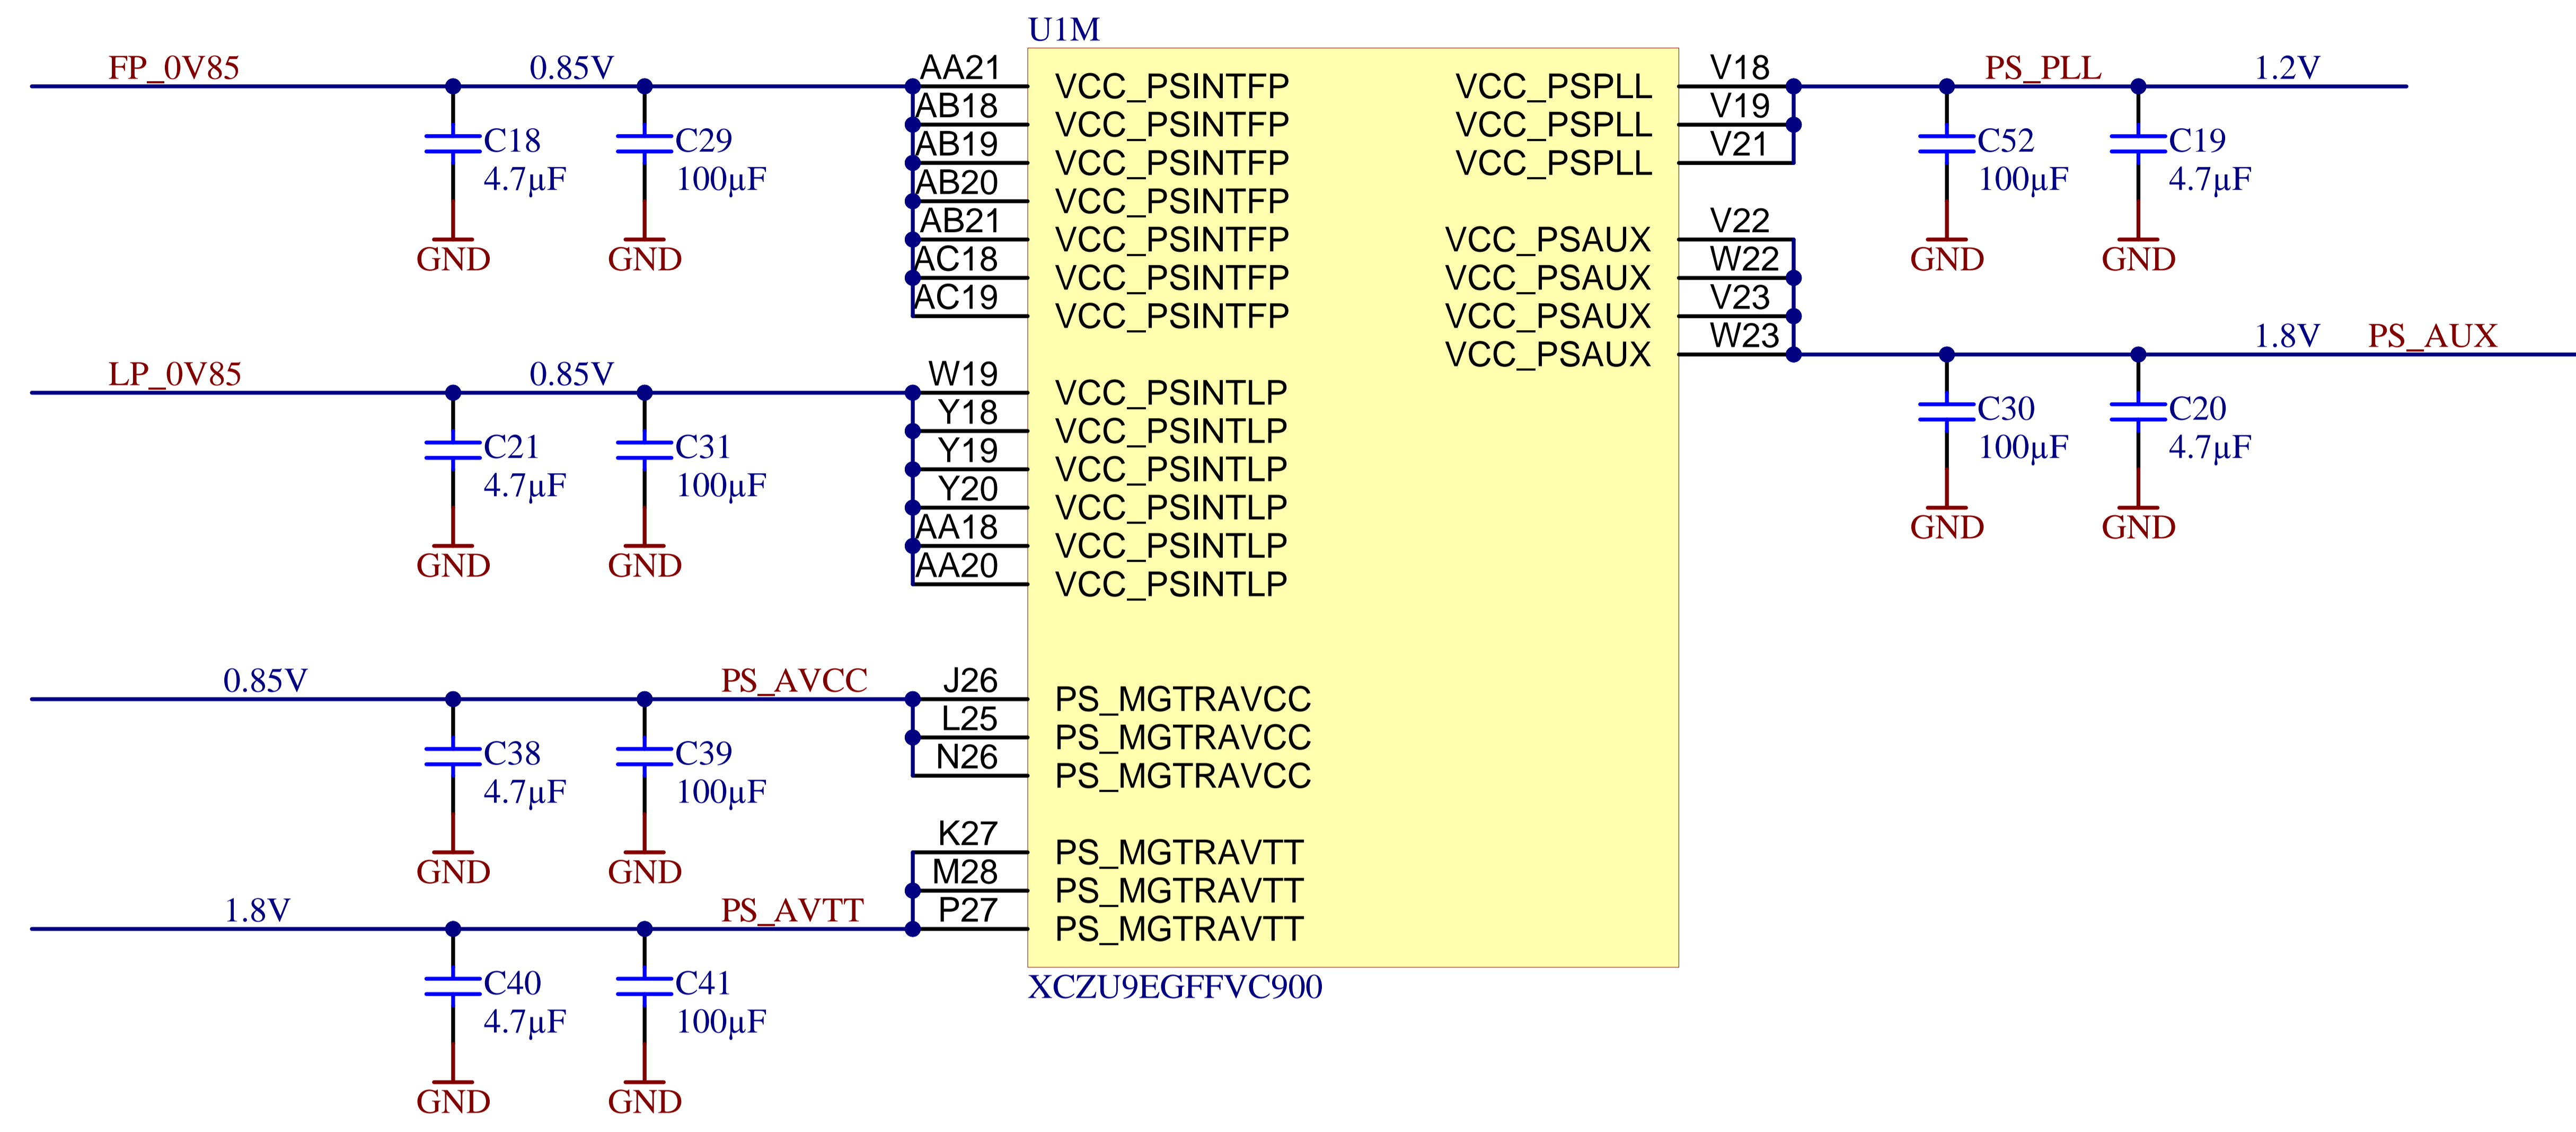 U1M
FP_0V85
0.85V
C18
4.7µF
GND
C29
100µF
GND
AA21
AB18
AB19
AB20
AB21
AC18
AC19
VCC_PSINTFP
VCC_PSINTFP
VCC_PSINTFP
VCC_PSINTFP
VCC_PSINTFP
VCC_PSINTFP
VCC_PSINTFP
LP_0V85
0.85V
C21
4.7µF
GND
C31
100µF
GND
W19
Y18
Y19
Y20
AA18
AA20
VCC_PSINTLP
VCC_PSINTLP
VCC_PSINTLP
VCC_PSINTLP
VCC_PSINTLP
VCC_PSINTLP
0.85V
PS_AVCC
C38
4.7µF
GND
C39
100µF
GND
J26
L25
N26
PS_MGTRAVCC
PS_MGTRAVCC
PS_MGTRAVCC
K27
M28
P27
PS_MGTRAVTT
PS_MGTRAVTT
PS_MGTRAVTT
1.8V
PS_AVTT
C40
4.7µF
GND
C41
100µF
GND
VCC_PSPLL
VCC_PSPLL
VCC_PSPLL
V18
V19
V21
PS_PLL
1.2V
C52
100µF
GND
C19
4.7µF
GND
VCC_PSAUX
VCC_PSAUX
VCC_PSAUX
VCC_PSAUX
V22
W22
V23
W23
1.8V
PS_AUX
C30
100µF
GND
C20
4.7µF
GND
XCZU9EGFFVC900